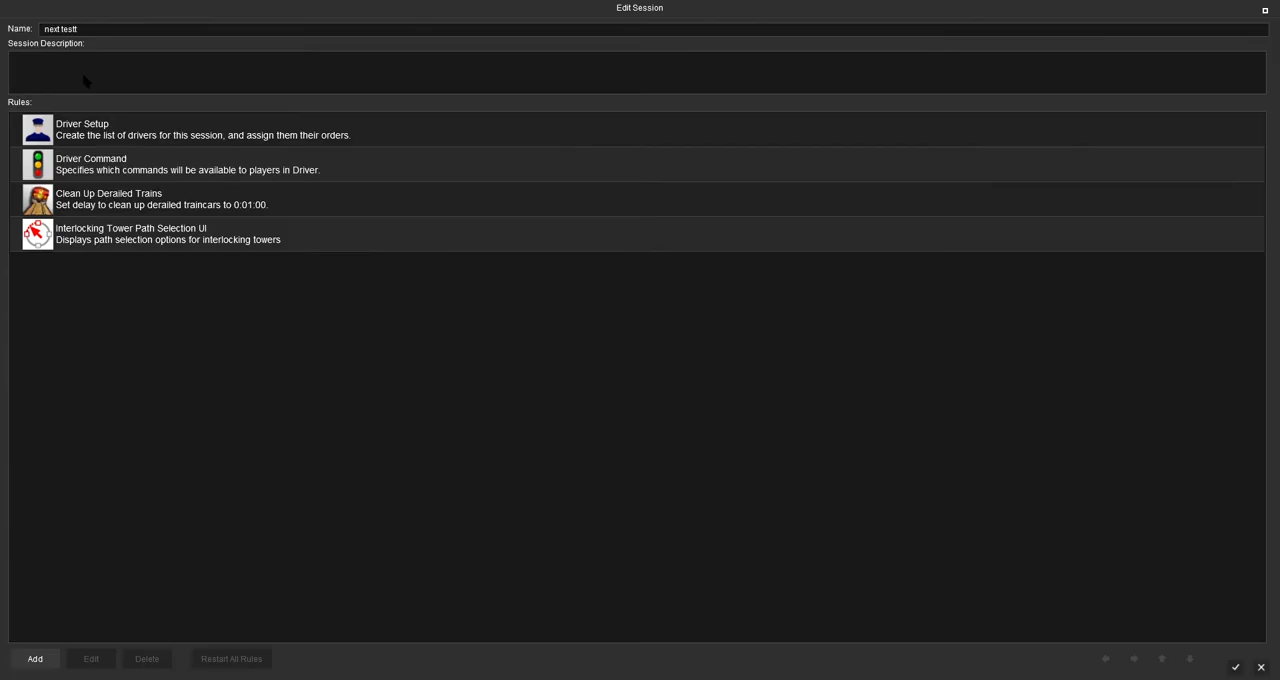 Edit Session
Name: next testt
Session Description:
Rules:
Driver Setup
Create the list of drivers for this session, and assign them their orders.
Driver Command
Specifies which commands will be available to players in Driver.
Clean Up Derailed Trains
Set delay to clean up derailed traincars to 0:01:00.
Interlocking Tower Path Selection UI
Displays path selection options for interlocking towers
Add Edit Delete Restart All Rules